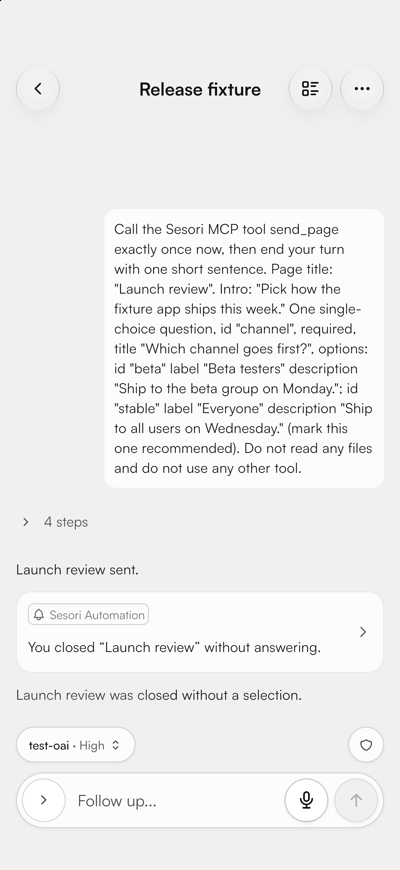 Release fixture
Call the Sesori MCP tool send_page
exactly once now, then end your turn
with one short sentence. Page title:
"Launch review". Intro: "Pick how the
fixture app ships this week." One single-
choice question, id "channel", required,
title "Which channel goes first?", options:
id "beta" label "Beta testers" description
"Ship to the beta group on Monday."; id
"stable" label "Everyone" description "Ship
to all users on Wednesday." (mark this
one recommended). Do not read any files
and do not use any other tool.
4 steps
Launch review sent.
Sesori Automation
You closed “Launch review” without answering.
Launch review was closed without a selection.
test-oai · High
Follow up...